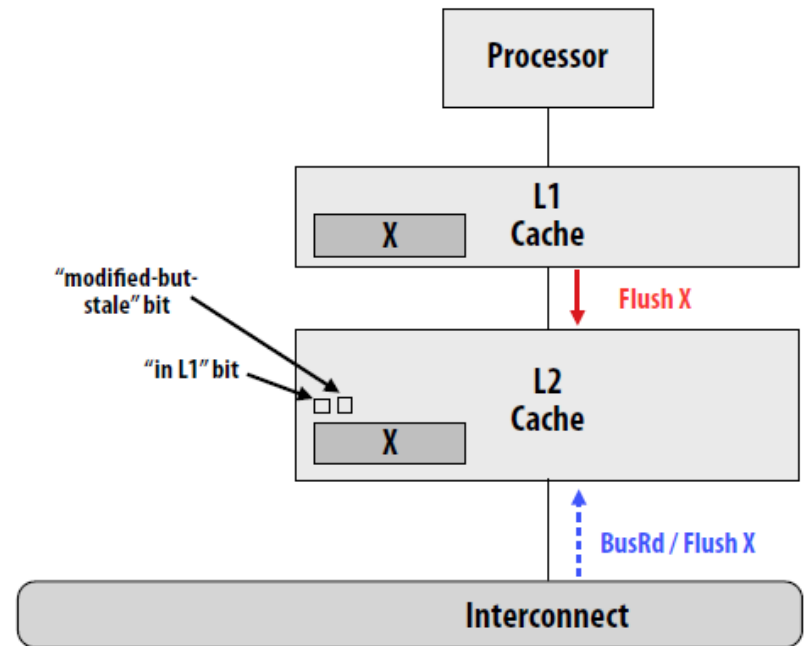 Processor
L1
Cache
X
“modified-but-
stale” bit
Flush X
“in L1” bit
L2
Cache
X
BusRd / Flush X
Interconnect